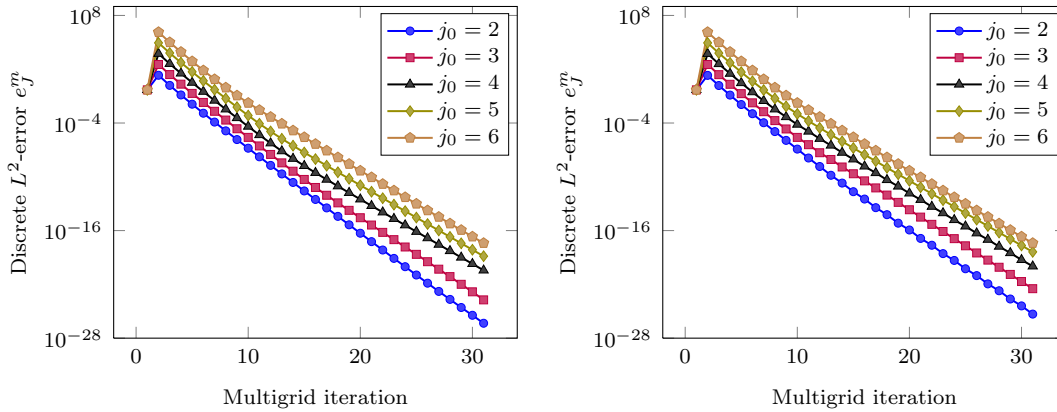 10^8
10^{-4}
10^{-16}
10^{-28}
0
10
20
30
Multigrid iteration
Discrete L^2-error e_J^m
j_0 = 2
j_0 = 3
j_0 = 4
j_0 = 5
j_0 = 6
10^8
10^{-4}
10^{-16}
10^{-28}
0
10
20
30
Multigrid iteration
Discrete L^2-error e_J^m
j_0 = 2
j_0 = 3
j_0 = 4
j_0 = 5
j_0 = 6